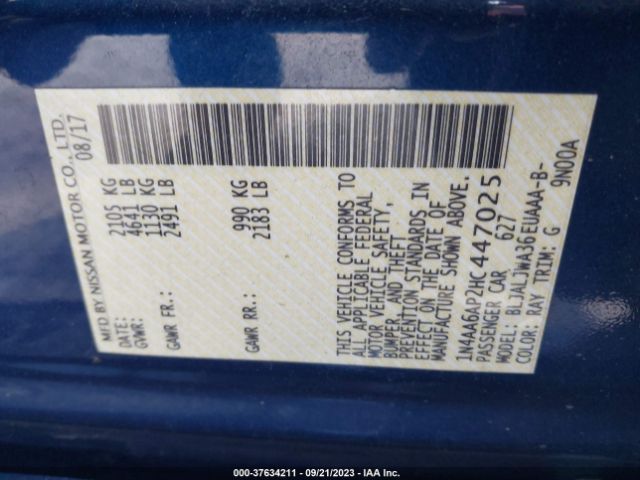 MFD BY NISSAN MOTOR CO., LTD.
DATE: 08/17
GVWR: 2105 KG
4641 LB
GAWR FR.: 1130 KG
2491 LB
GAWR RR.: 990 KG
2183 LB
THIS VEHICLE CONFORMS TO
ALL APPLICABLE FEDERAL
MOTOR VEHICLE SAFETY,
BUMPER, AND THEFT
PREVENTION STANDARDS IN
EFFECT ON THE DATE OF
MANUFACTURE SHOWN ABOVE.
1N4AA6AP2HC447025
PASSENGER CAR 627
MODEL: BLJALJWA36EUAAA-B-
COLOR: RAY TRIM: G 9N00A
000-37634211 - 09/21/2023 - IAA Inc.